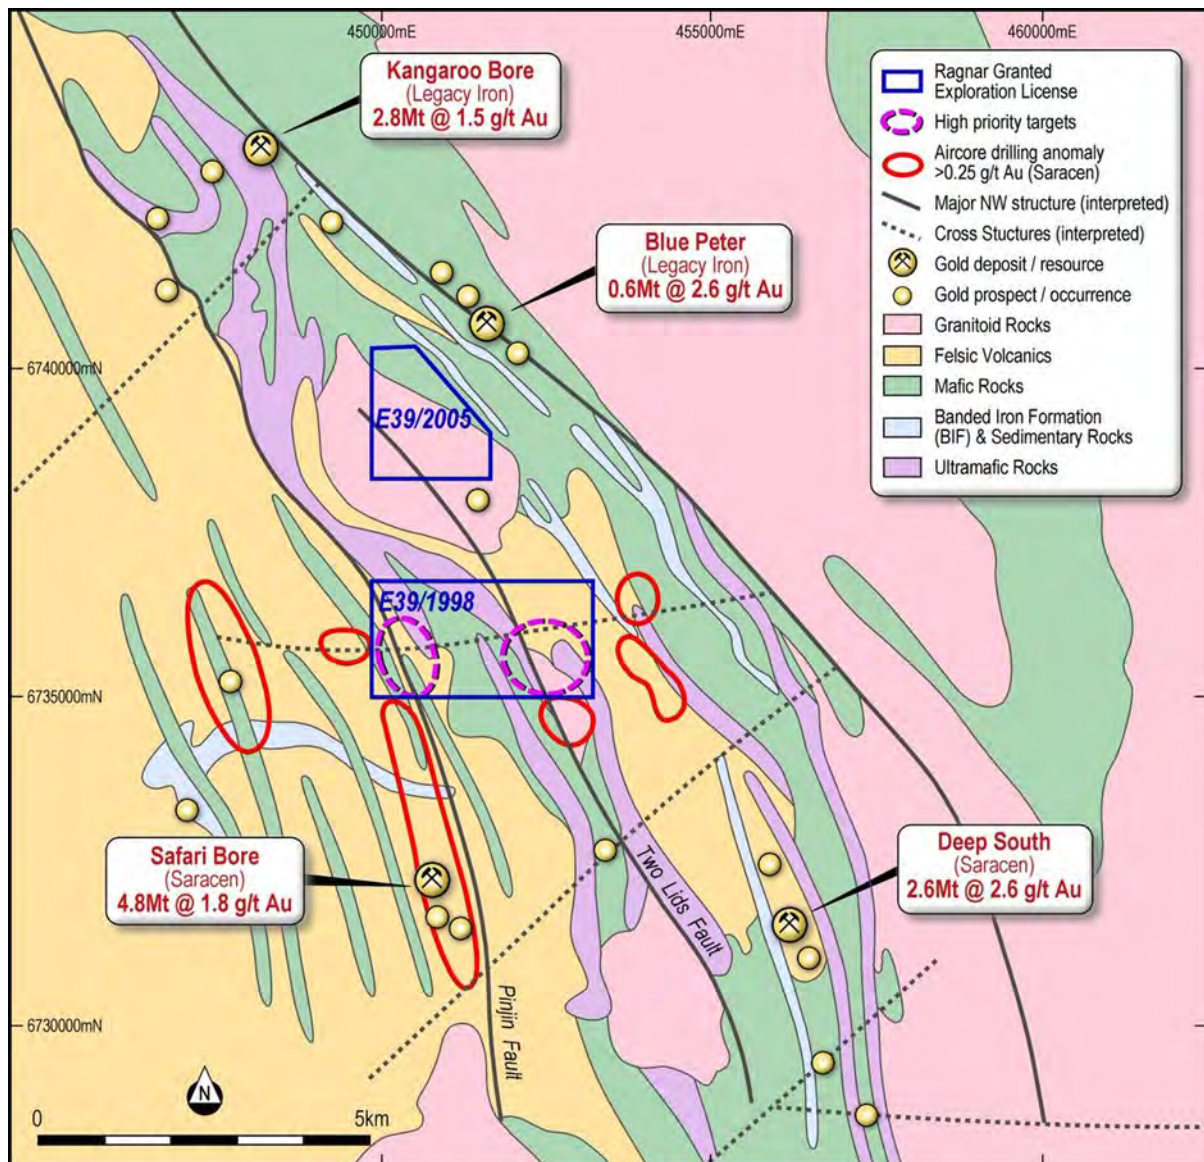 450000mE
455000mE
460000mE
Kangaroo Bore
(Legacy Iron)
2.8Mt @ 1.5 g/t Au
Ragnar Granted
Exploration License
High priority targets
Aircore drilling anomaly
>0.25 g/t Au (Saracen)
Major NW structure (interpreted)
Cross Stuctures (interpreted)
Gold deposit / resource
Gold prospect / occurrence
Granitoid Rocks
Felsic Volcanics
Mafic Rocks
Banded Iron Formation
(BIF) & Sedimentary Rocks
Ultramafic Rocks
Blue Peter
(Legacy Iron)
0.6Mt @ 2.6 g/t Au
6740000mN
E39/2005
E39/1998
6735000mN
Safari Bore
(Saracen)
4.8Mt @ 1.8 g/t Au
Two Lids Fault
Deep South
(Saracen)
2.6Mt @ 2.6 g/t Au
Pinjin Fault
6730000mN
N
0
5km